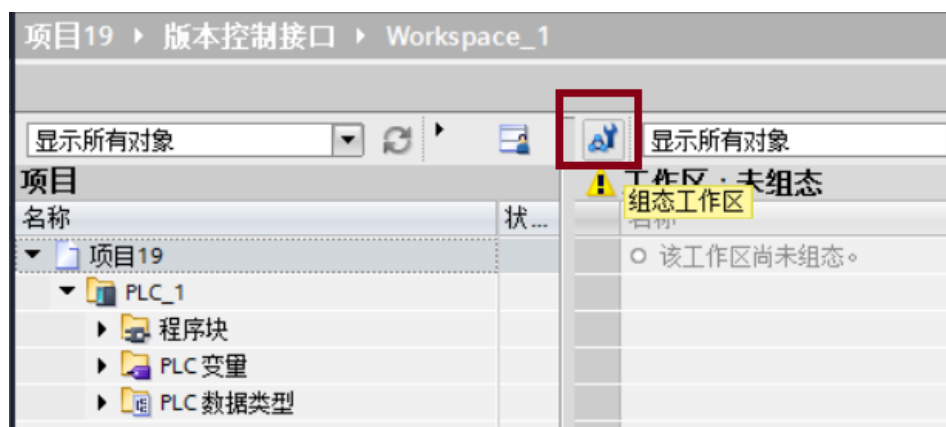 项目19 ▸ 版本控制接口 ▸ Workspace_1
显示所有对象 显示所有对象
项目 工作区：未组态
组态工作区
名称 状... 名称
项目19 该工作区尚未组态。
PLC_1
程序块
PLC 变量
PLC 数据类型